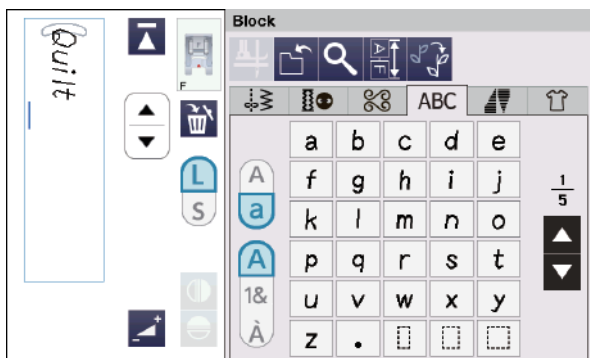 Block
Quilt
F
L
S
A
a
A
1&
À
ABC
a b c d e
f g h i j
k l m n o
p q r s t
u v w x y
z .
1
5